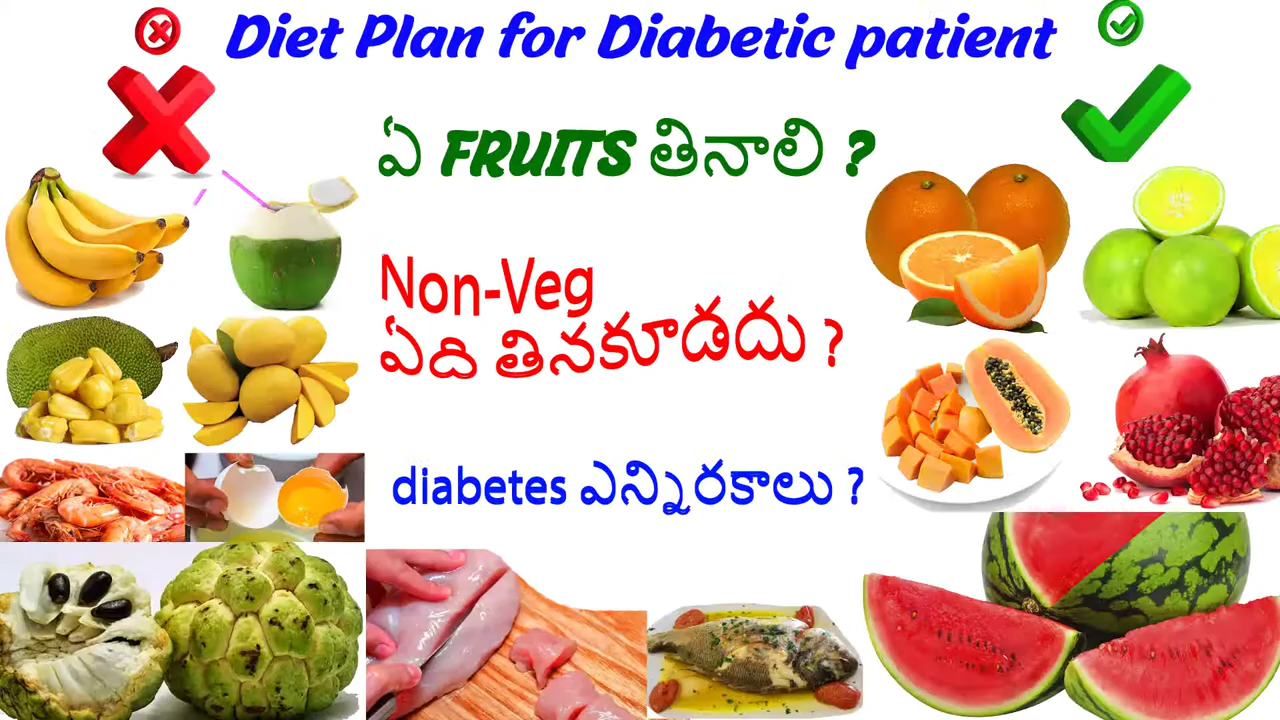 Diet Plan for Diabetic patient
ఏ FRUITS తినాలి ?
Non-Veg
ఏది తినకూడదు ?
diabetes ఎన్నిరకాలు ?